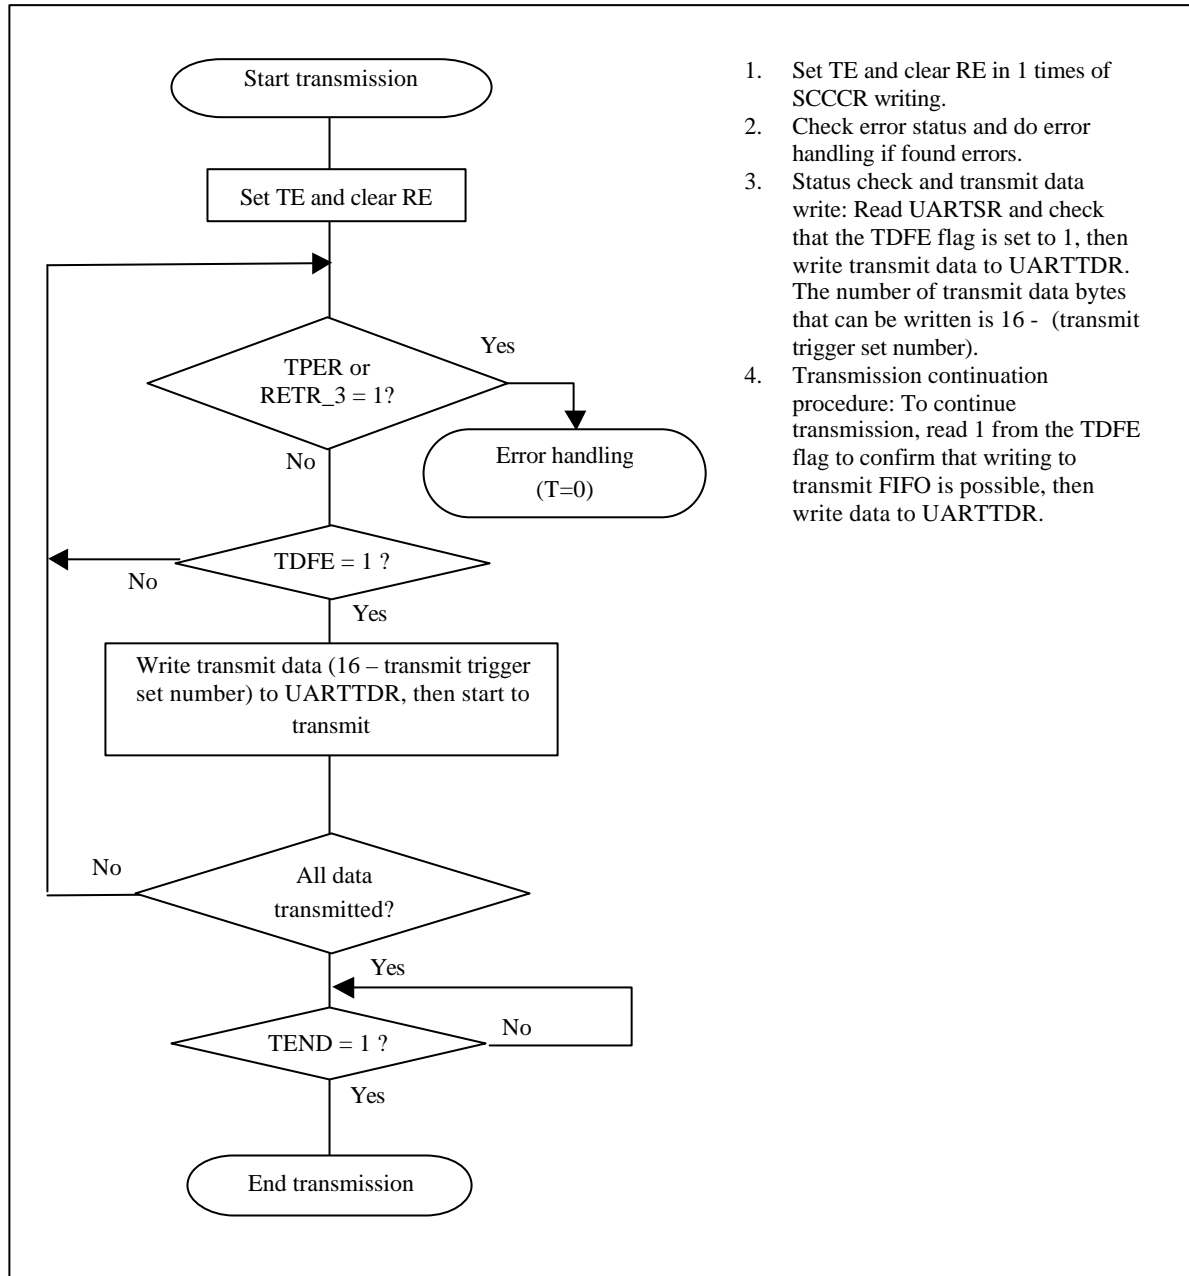 Start transmission
Set TE and clear RE
TPER or
RETR_3 = 1?
Yes
No
Error handling
(T=0)
TDFE = 1 ?
No
Yes
Write transmit data (16 – transmit trigger
set number) to UARTTDR, then start to
transmit
No
All data
transmitted?
Yes
TEND = 1 ?
No
Yes
End transmission
1. Set TE and clear RE in 1 times of
SCCCR writing.
2. Check error status and do error
handling if found errors.
3. Status check and transmit data
write: Read UARTSR and check
that the TDFE flag is set to 1, then
write transmit data to UARTTDR.
The number of transmit data bytes
that can be written is 16 - (transmit
trigger set number).
4. Transmission continuation
procedure: To continue
transmission, read 1 from the TDFE
flag to confirm that writing to
transmit FIFO is possible, then
write data to UARTTDR.